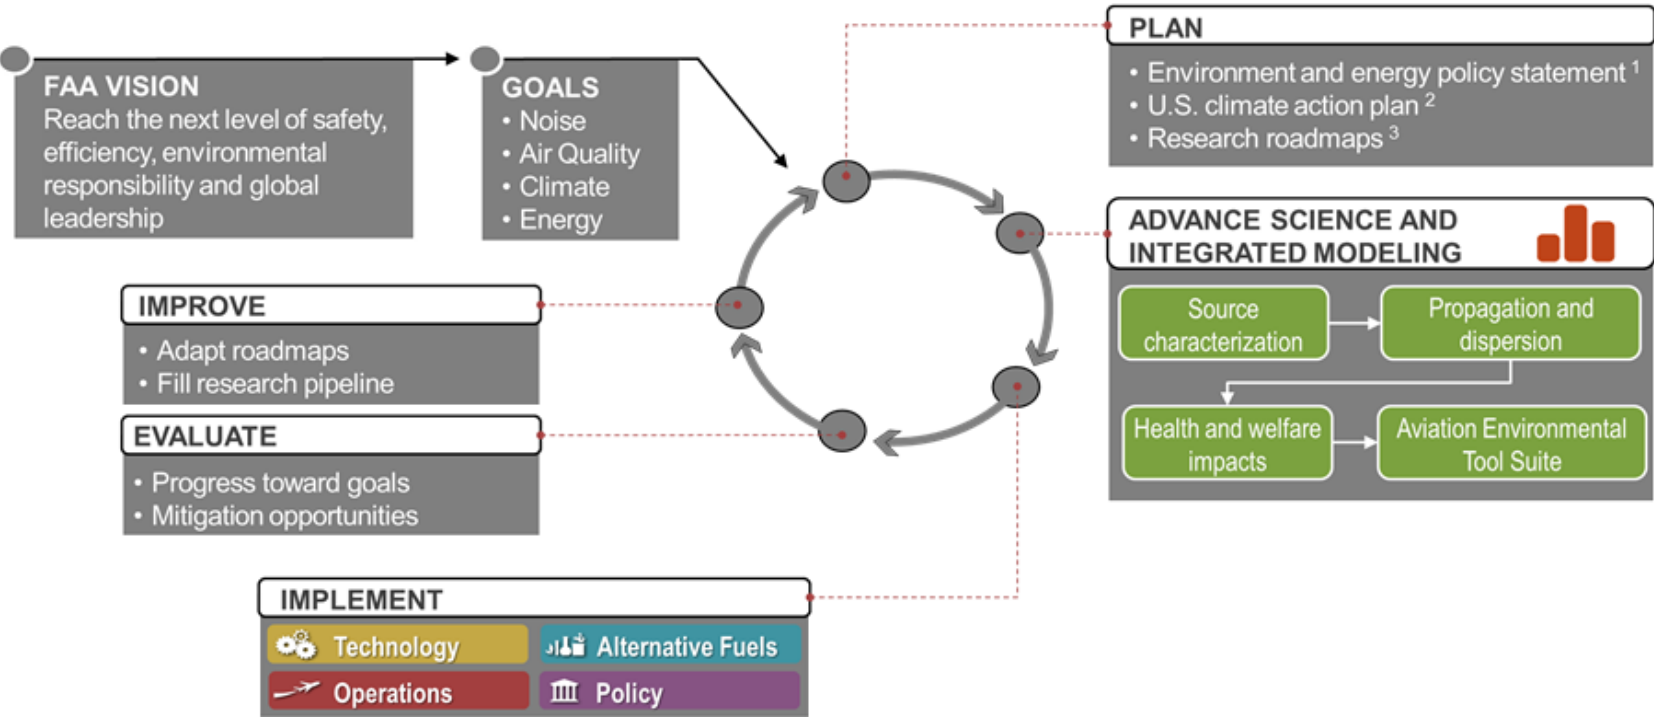 FAA VISION
Reach the next level of safety,
efficiency, environmental
responsibility and global
leadership
GOALS
• Noise
• Air Quality
• Climate
• Energy
PLAN
• Environment and energy policy statement 1
• U.S. climate action plan 2
• Research roadmaps 3
ADVANCE SCIENCE AND
INTEGRATED MODELING
Source
characterization
Propagation and
dispersion
Health and welfare
impacts
Aviation Environmental
Tool Suite
IMPLEMENT
Technology
Alternative Fuels
Operations
Policy
EVALUATE
• Progress toward goals
• Mitigation opportunities
IMPROVE
• Adapt roadmaps
• Fill research pipeline